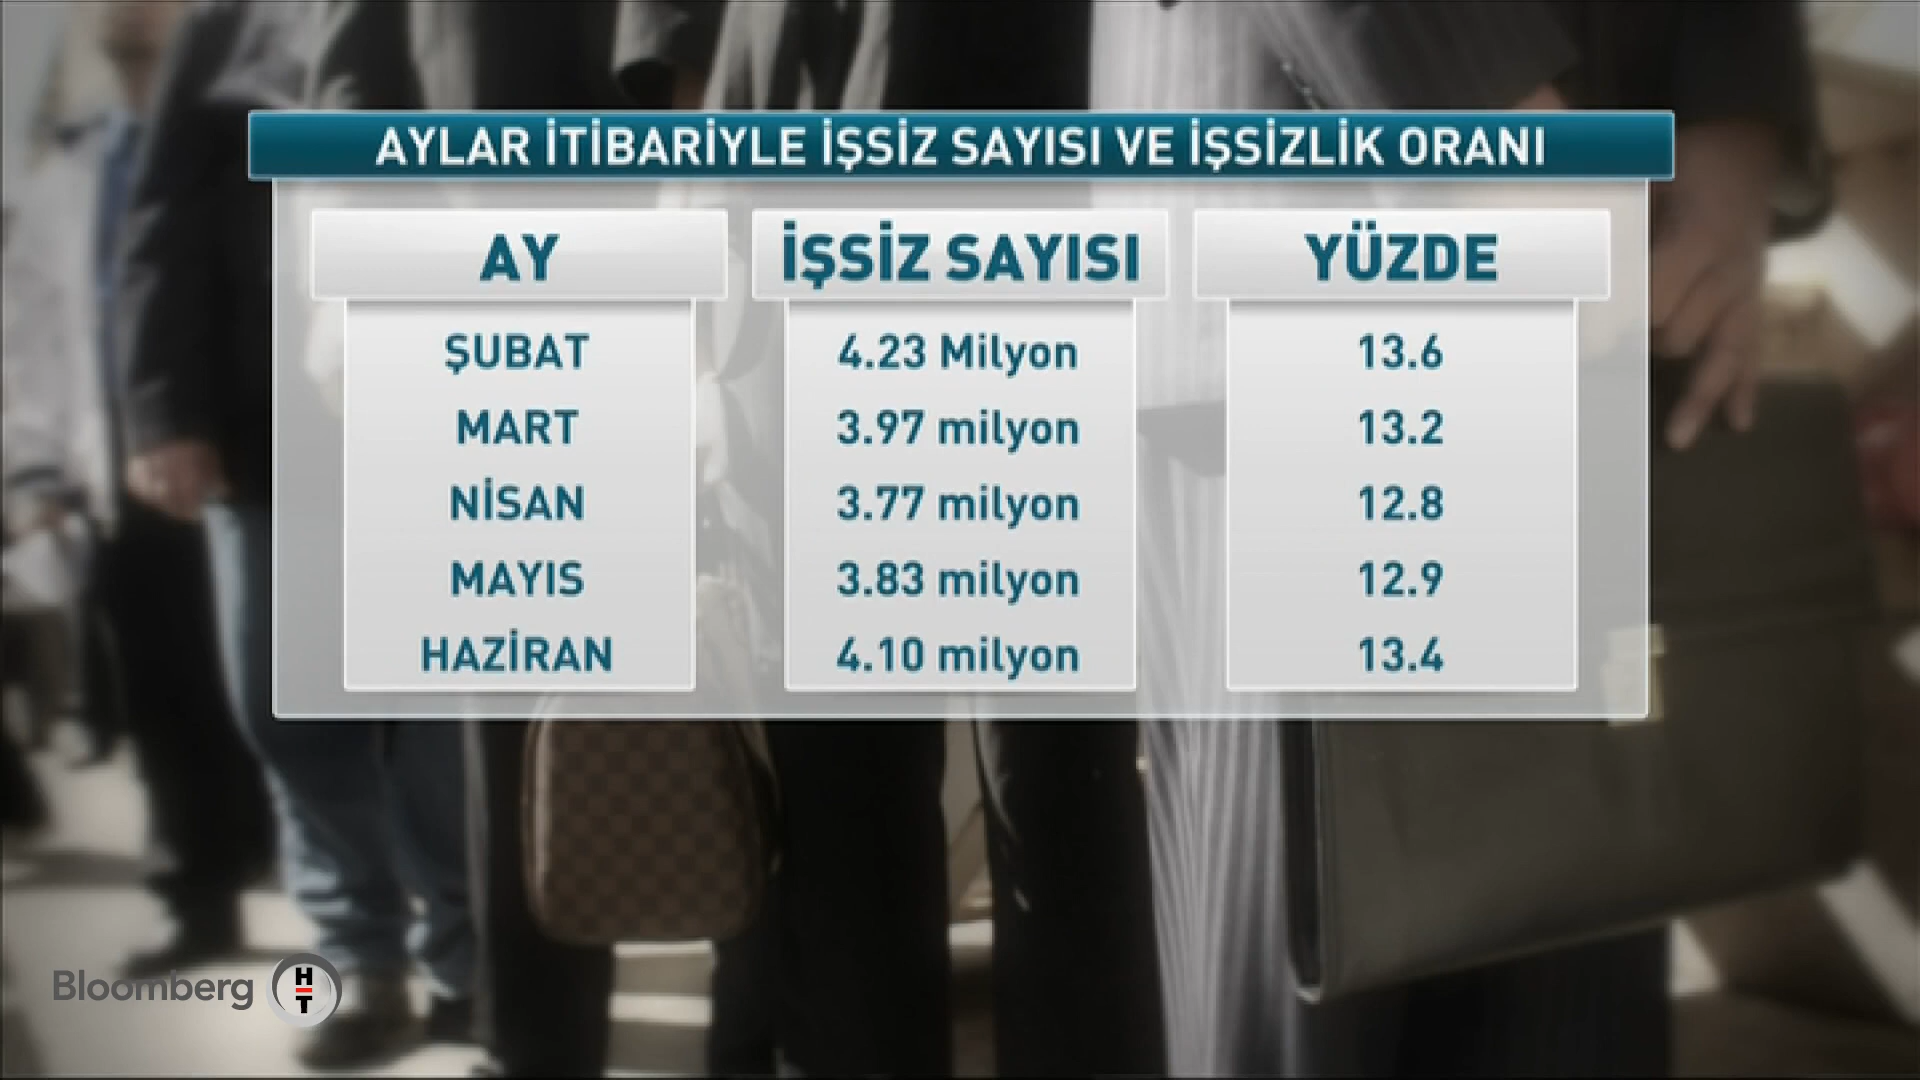 AYLAR İTİBARİYLE İŞSİZ SAYISI VE İŞSİZLİK ORANI
AY İŞSİZ SAYISI YÜZDE
ŞUBAT 4.23 Milyon 13.6
MART 3.97 milyon 13.2
NİSAN 3.77 milyon 12.8
MAYIS 3.83 milyon 12.9
HAZİRAN 4.10 milyon 13.4
Bloomberg HT